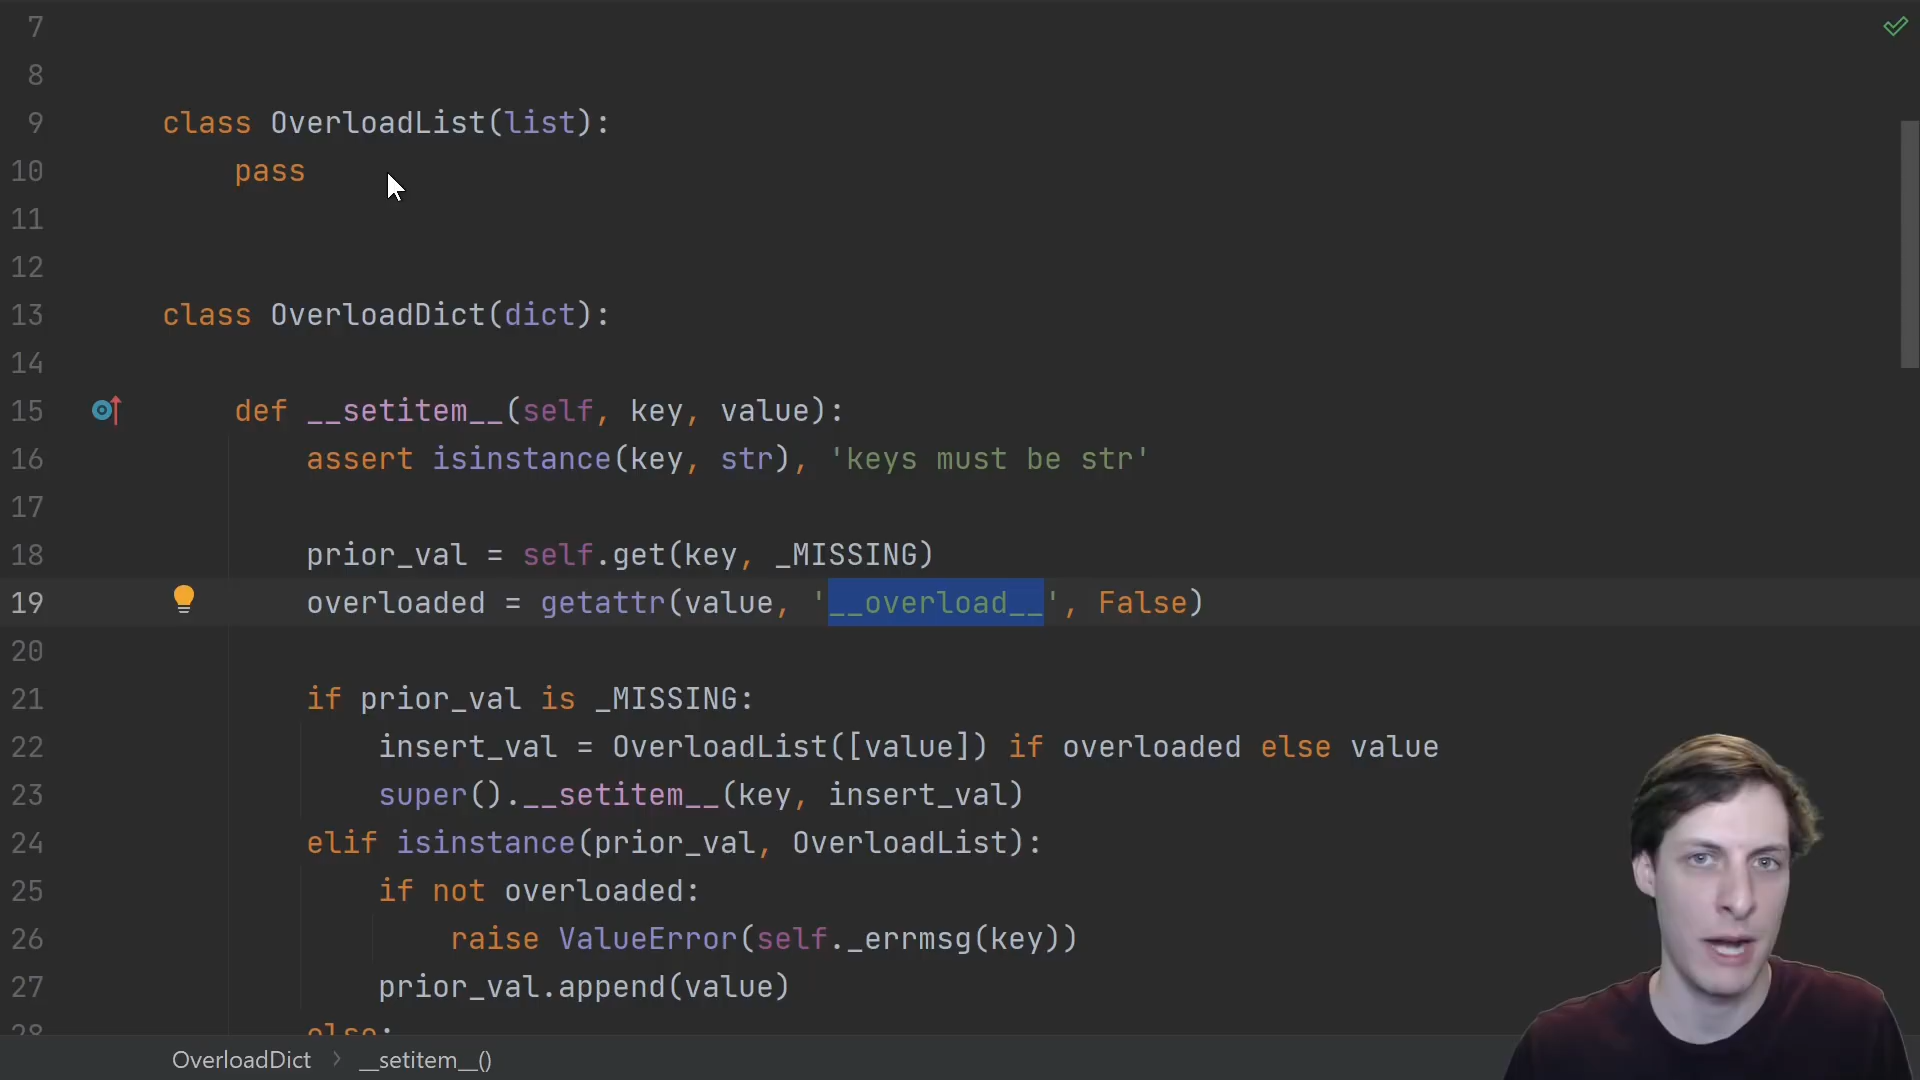 7
8
9 class OverloadList(list):
10 pass
11
12
13 class OverloadDict(dict):
14
15 def __setitem__(self, key, value):
16 assert isinstance(key, str), 'keys must be str'
17
18 prior_val = self.get(key, _MISSING)
19 overloaded = getattr(value, '__overload__', False)
20
21 if prior_val is _MISSING:
22 insert_val = OverloadList([value]) if overloaded else value
23 super().__setitem__(key, insert_val)
24 elif isinstance(prior_val, OverloadList):
25 if not overloaded:
26 raise ValueError(self._errmsg(key))
27 prior_val.append(value)
28 else:
OverloadDict > __setitem__()